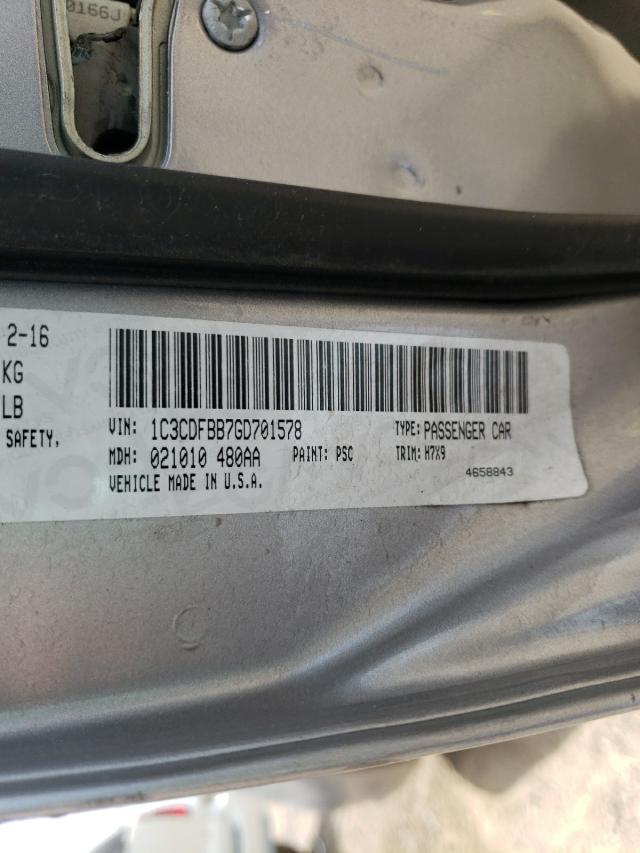 0166J
2-16
KG
LB
SAFETY,
VIN: 1C3CDFBB7GD701578 TYPE: PASSENGER CAR
MDH: 021010 480AA PAINT: PSC TRIM: H7X9
VEHICLE MADE IN U.S.A. 4658843